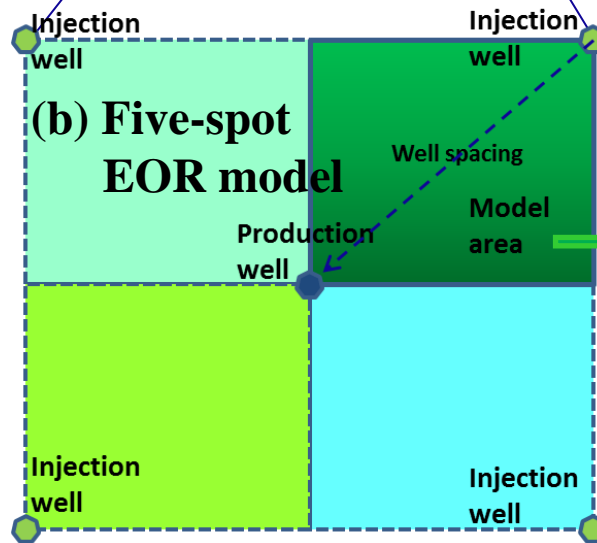 Injection
well
Injection
well
(b) Five-spot
EOR model
Well spacing
Model
area
Production
well
Injection
well
Injection
well